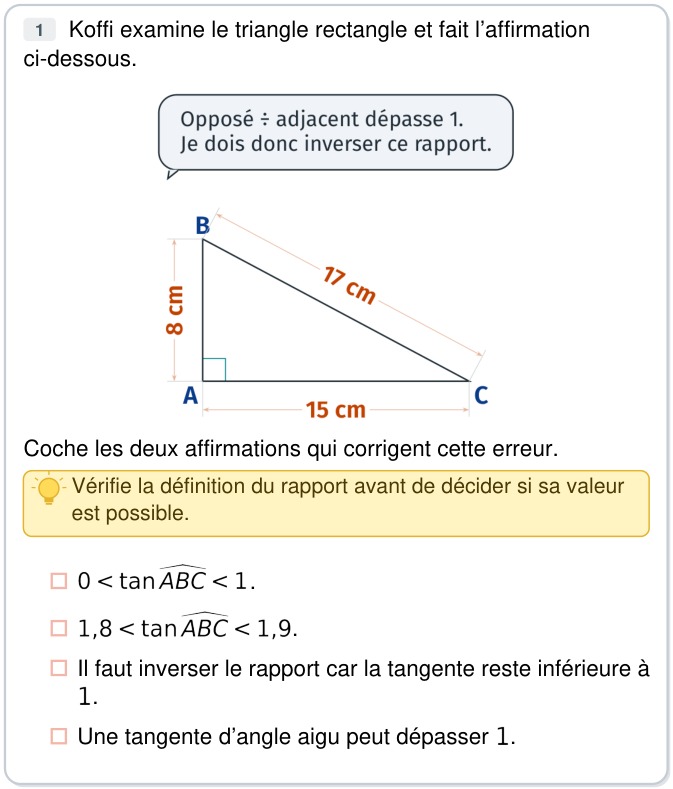 1 Koffi examine le triangle rectangle et fait l’affirmation
ci-dessous.
Opposé ÷ adjacent dépasse 1.
Je dois donc inverser ce rapport.
B
17 cm
8 cm
A
C
15 cm
Coche les deux affirmations qui corrigent cette erreur.
Vérifie la définition du rapport avant de décider si sa valeur
est possible.
0 < tan \widehat{ABC} < 1.
1,8 < tan \widehat{ABC} < 1,9.
Il faut inverser le rapport car la tangente reste inférieure à
1.
Une tangente d’angle aigu peut dépasser 1.